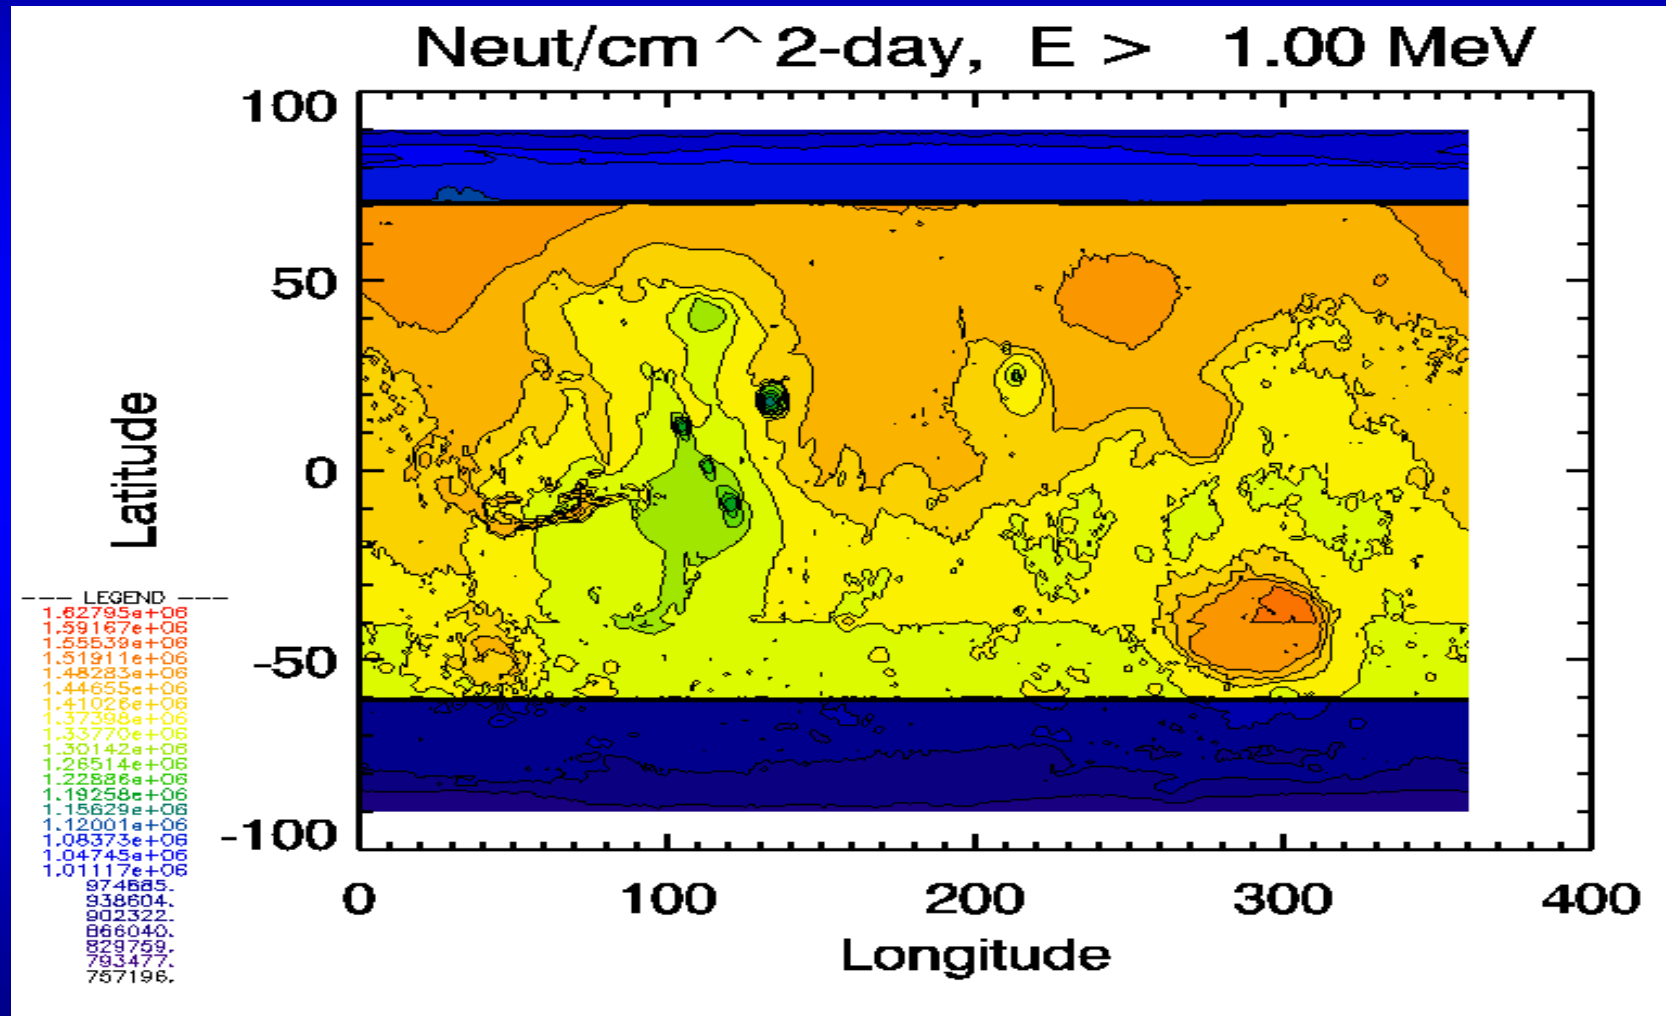 Neut/cm^2-day, E > 1.00 MeV
100
50
0
-50
-100
Latitude
0 100 200 300 400
Longitude
--- LEGEND ---
1.62795e+06
1.59167e+06
1.55539e+06
1.51911e+06
1.48283e+06
1.44655e+06
1.41026e+06
1.37398e+06
1.33770e+06
1.30142e+06
1.26514e+06
1.22886e+06
1.19258e+06
1.15629e+06
1.12001e+06
1.08373e+06
1.04745e+06
1.01117e+06
974885.
938604.
902322.
866040.
829759.
793477.
757196.